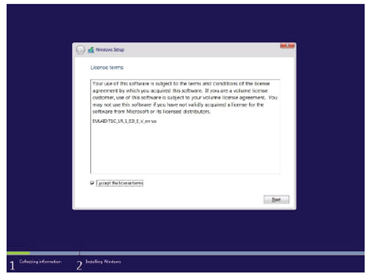 Windows Setup
License terms
Your use of this software is subject to the terms and conditions of the license
agreement by which you acquired this software. If you are a volume license
customer, use of this software is subject to your volume license agreement. You
may not use this software if you have not validly acquired a license for the
software from Microsoft or its licensed distributors.
I accept the license terms
Next
1 Collecting information 2 Installing Windows